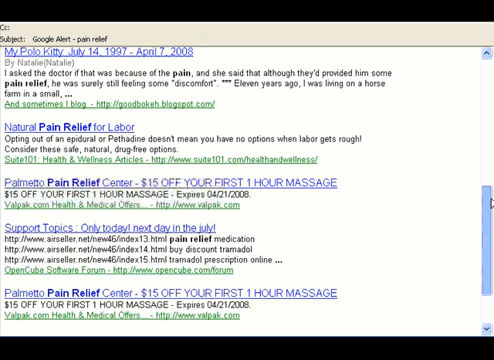 Cc:
Subject: Google Alert - pain relief
My Polo Kitty: July 14, 1997 - April 7, 2008
By Natalie(Natalie)
I asked the doctor if that was because of the pain, and she said that although they'd provided him some
pain relief, he was surely still feeling some "discomfort". *** Eleven years ago, I was living on a horse
farm in a small, ...
And sometimes I blog. - http://goodbokeh.blogspot.com/
Natural Pain Relief for Labor
Opting out of an epidural or Pethadine doesn't mean you have no options when labor gets rough!
Consider these safe, natural, drug-free options.
Suite101: Health & Wellness Articles - http://www.suite101.com/healthandwellness/
Palmetto Pain Relief Center - $15 OFF YOUR FIRST 1 HOUR MASSAGE
$15 OFF YOUR FIRST 1 HOUR MASSAGE - Expires 04/21/2008.
Valpak.com Health & Medical Offers... - http://www.valpak.com
Support Topics : Only today! next day in the july!
http://www.airseller.net/new46/index13.html pain relief medication
http://www.airseller.net/new46/index14.html buy discount tramadol
http://www.airseller.net/new46/index15.html tramadol prescription online ...
OpenCube Software Forum - http://www.opencube.com/forum
Palmetto Pain Relief Center - $15 OFF YOUR FIRST 1 HOUR MASSAGE
$15 OFF YOUR FIRST 1 HOUR MASSAGE - Expires 04/21/2008.
Valpak.com Health & Medical Offers... - http://www.valpak.com